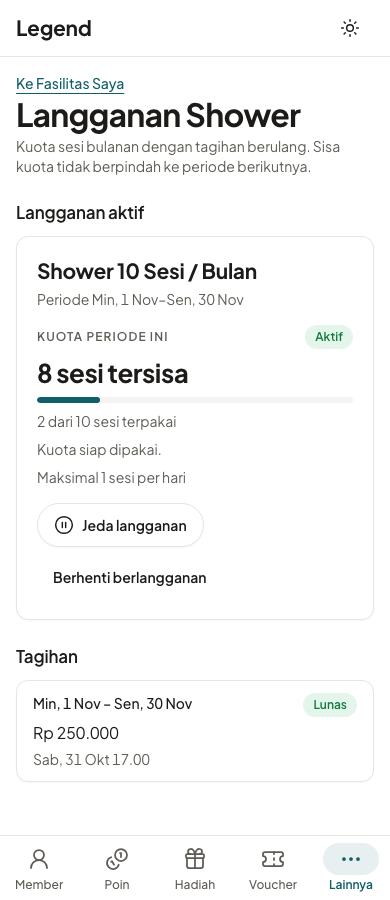 Legend
Ke Fasilitas Saya
Langganan Shower
Kuota sesi bulanan dengan tagihan berulang. Sisa
kuota tidak berpindah ke periode berikutnya.
Langganan aktif
Shower 10 Sesi / Bulan
Periode Min, 1 Nov–Sen, 30 Nov
KUOTA PERIODE INI
Aktif
8 sesi tersisa
2 dari 10 sesi terpakai
Kuota siap dipakai.
Maksimal 1 sesi per hari
Jeda langganan
Berhenti berlangganan
Tagihan
Min, 1 Nov – Sen, 30 Nov
Lunas
Rp 250.000
Sab, 31 Okt 17.00
Member
Poin
Hadiah
Voucher
Lainnya